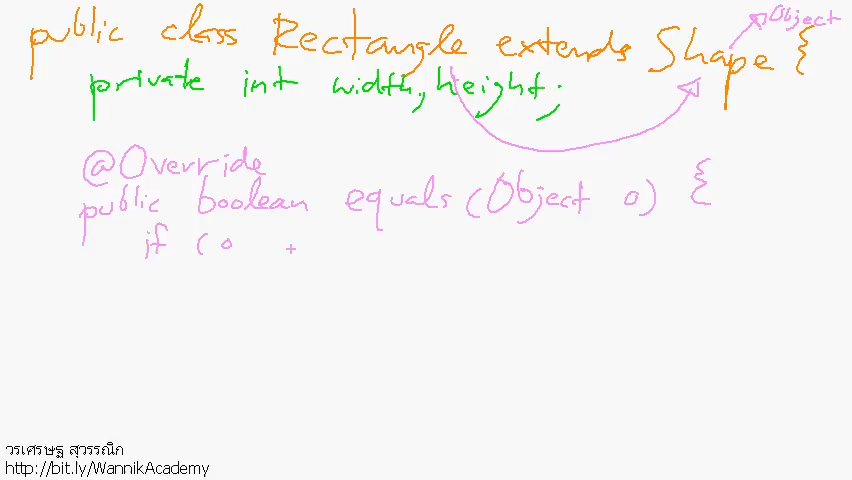 Object
public class Rectangle extends Shape {
private int width, height;
@Override
public boolean equals (Object o) {
if ( o
วรเศรษฐ สุวรรณิก
http://bit.ly/WannikAcademy